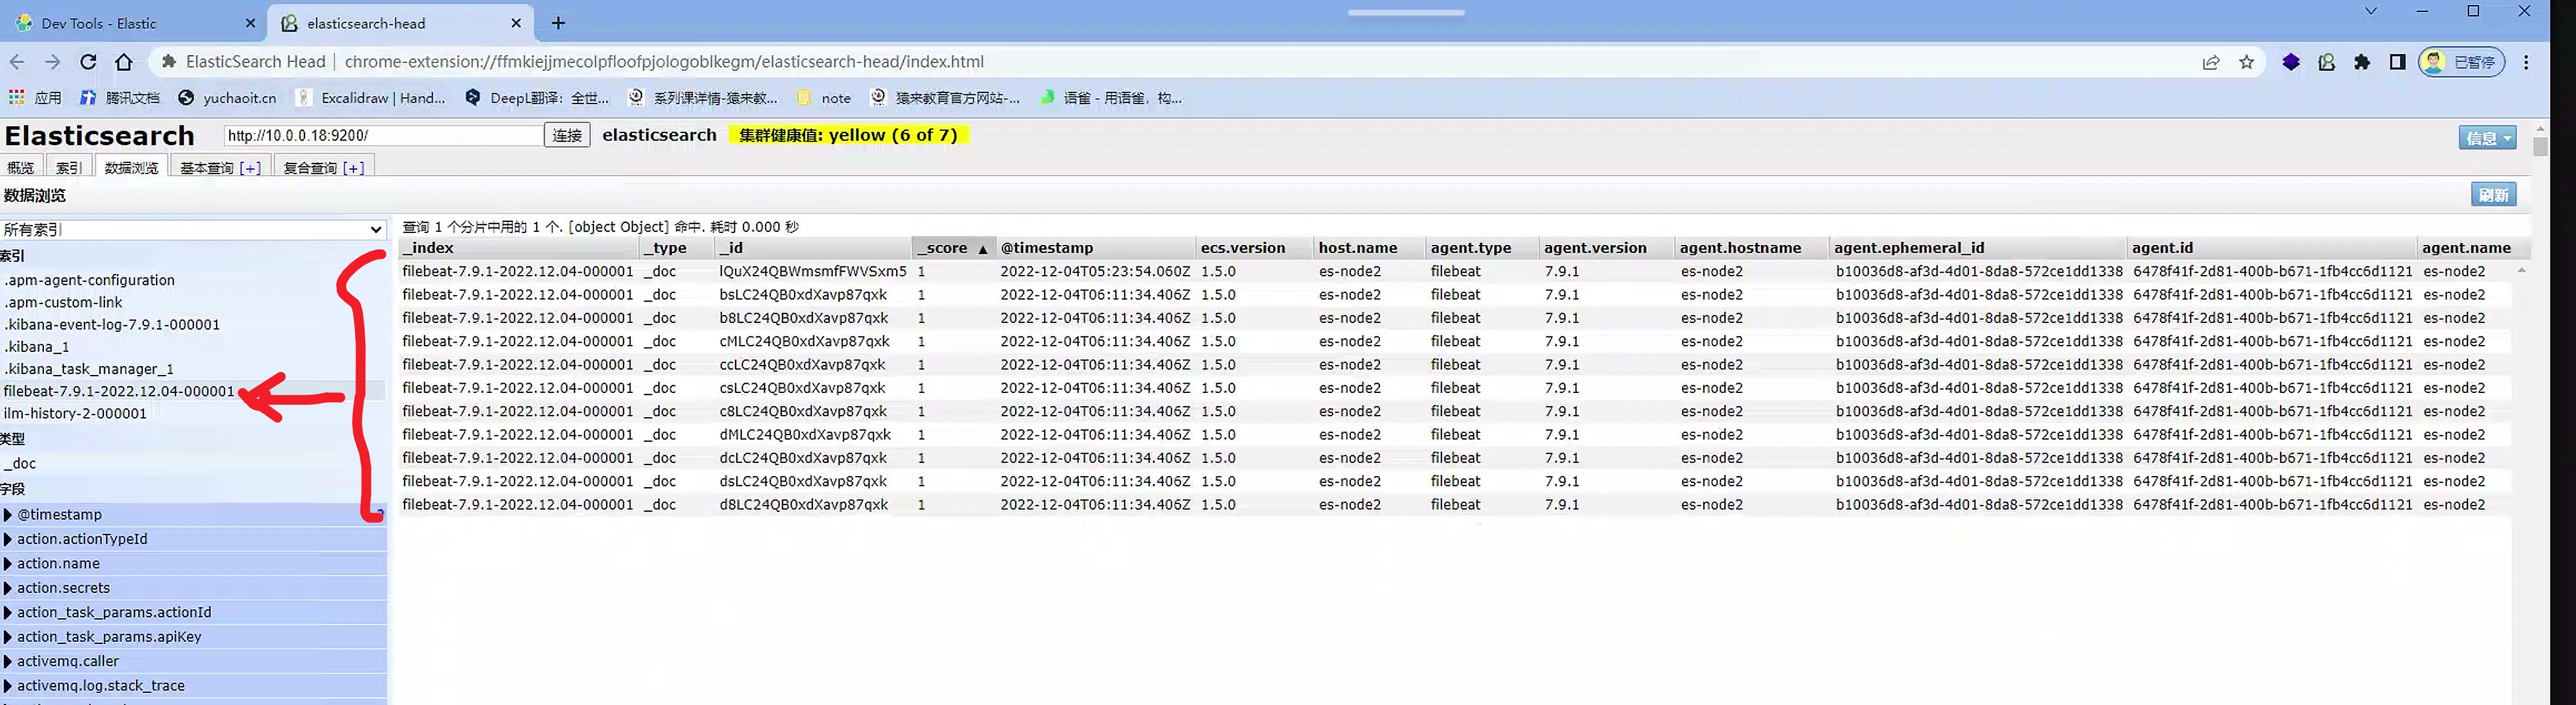 Dev Tools - Elastic
elasticsearch-head
ElasticSearch Head | chrome-extension://ffmkiejjmecolpfloofpjologoblkegm/elasticsearch-head/index.html
已暂停
应用 腾讯文档 yuchaoit.cn Excalidraw | Hand... DeepL翻译：全世... 系列课详情-猿来教... note 猿来教育官方网站-... 语雀 - 用语雀，构...
Elasticsearch http://10.0.0.18:9200/ 连接 elasticsearch 集群健康值: yellow (6 of 7) 信息
概览 索引 数据浏览 基本查询 [+] 复合查询 [+]
数据浏览 刷新
所有索引
索引
.apm-agent-configuration
.apm-custom-link
.kibana-event-log-7.9.1-000001
.kibana_1
.kibana_task_manager_1
filebeat-7.9.1-2022.12.04-000001
ilm-history-2-000001
类型
_doc
字段
@timestamp
action.actionTypeId
action.name
action.secrets
action_task_params.actionId
action_task_params.apiKey
activemq.caller
activemq.log.stack_trace
查询 1 个分片中用的 1 个. [object Object] 命中. 耗时 0.000 秒
_index _type _id _score ▲ @timestamp ecs.version host.name agent.type agent.version agent.hostname agent.ephemeral_id agent.id agent.name
filebeat-7.9.1-2022.12.04-000001 _doc lQuX24QBWmsmfFWVSxm5 1 2022-12-04T05:23:54.060Z 1.5.0 es-node2 filebeat 7.9.1 es-node2 b10036d8-af3d-4d01-8da8-572ce1dd1338 6478f41f-2d81-400b-b671-1fb4cc6d1121 es-node2
filebeat-7.9.1-2022.12.04-000001 _doc bsLC24QB0xdXavp87qxk 1 2022-12-04T06:11:34.406Z 1.5.0 es-node2 filebeat 7.9.1 es-node2 b10036d8-af3d-4d01-8da8-572ce1dd1338 6478f41f-2d81-400b-b671-1fb4cc6d1121 es-node2
filebeat-7.9.1-2022.12.04-000001 _doc b8LC24QB0xdXavp87qxk 1 2022-12-04T06:11:34.406Z 1.5.0 es-node2 filebeat 7.9.1 es-node2 b10036d8-af3d-4d01-8da8-572ce1dd1338 6478f41f-2d81-400b-b671-1fb4cc6d1121 es-node2
filebeat-7.9.1-2022.12.04-000001 _doc cMLC24QB0xdXavp87qxk 1 2022-12-04T06:11:34.406Z 1.5.0 es-node2 filebeat 7.9.1 es-node2 b10036d8-af3d-4d01-8da8-572ce1dd1338 6478f41f-2d81-400b-b671-1fb4cc6d1121 es-node2
filebeat-7.9.1-2022.12.04-000001 _doc ccLC24QB0xdXavp87qxk 1 2022-12-04T06:11:34.406Z 1.5.0 es-node2 filebeat 7.9.1 es-node2 b10036d8-af3d-4d01-8da8-572ce1dd1338 6478f41f-2d81-400b-b671-1fb4cc6d1121 es-node2
filebeat-7.9.1-2022.12.04-000001 _doc csLC24QB0xdXavp87qxk 1 2022-12-04T06:11:34.406Z 1.5.0 es-node2 filebeat 7.9.1 es-node2 b10036d8-af3d-4d01-8da8-572ce1dd1338 6478f41f-2d81-400b-b671-1fb4cc6d1121 es-node2
filebeat-7.9.1-2022.12.04-000001 _doc c8LC24QB0xdXavp87qxk 1 2022-12-04T06:11:34.406Z 1.5.0 es-node2 filebeat 7.9.1 es-node2 b10036d8-af3d-4d01-8da8-572ce1dd1338 6478f41f-2d81-400b-b671-1fb4cc6d1121 es-node2
filebeat-7.9.1-2022.12.04-000001 _doc dMLC24QB0xdXavp87qxk 1 2022-12-04T06:11:34.406Z 1.5.0 es-node2 filebeat 7.9.1 es-node2 b10036d8-af3d-4d01-8da8-572ce1dd1338 6478f41f-2d81-400b-b671-1fb4cc6d1121 es-node2
filebeat-7.9.1-2022.12.04-000001 _doc dcLC24QB0xdXavp87qxk 1 2022-12-04T06:11:34.406Z 1.5.0 es-node2 filebeat 7.9.1 es-node2 b10036d8-af3d-4d01-8da8-572ce1dd1338 6478f41f-2d81-400b-b671-1fb4cc6d1121 es-node2
filebeat-7.9.1-2022.12.04-000001 _doc dsLC24QB0xdXavp87qxk 1 2022-12-04T06:11:34.406Z 1.5.0 es-node2 filebeat 7.9.1 es-node2 b10036d8-af3d-4d01-8da8-572ce1dd1338 6478f41f-2d81-400b-b671-1fb4cc6d1121 es-node2
filebeat-7.9.1-2022.12.04-000001 _doc d8LC24QB0xdXavp87qxk 1 2022-12-04T06:11:34.406Z 1.5.0 es-node2 filebeat 7.9.1 es-node2 b10036d8-af3d-4d01-8da8-572ce1dd1338 6478f41f-2d81-400b-b671-1fb4cc6d1121 es-node2